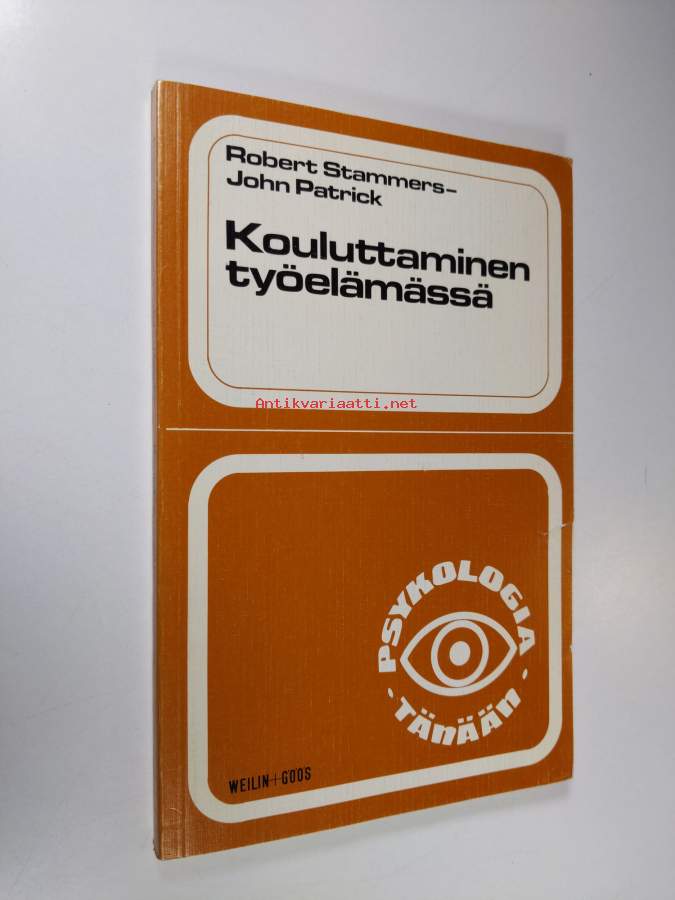 Robert Stammers–
John Patrick
Kouluttaminen
työelämässä
Antikvariaatti.net
PSYKOLOGIA
· TÄNÄÄN ·
WEILIN+GÖÖS